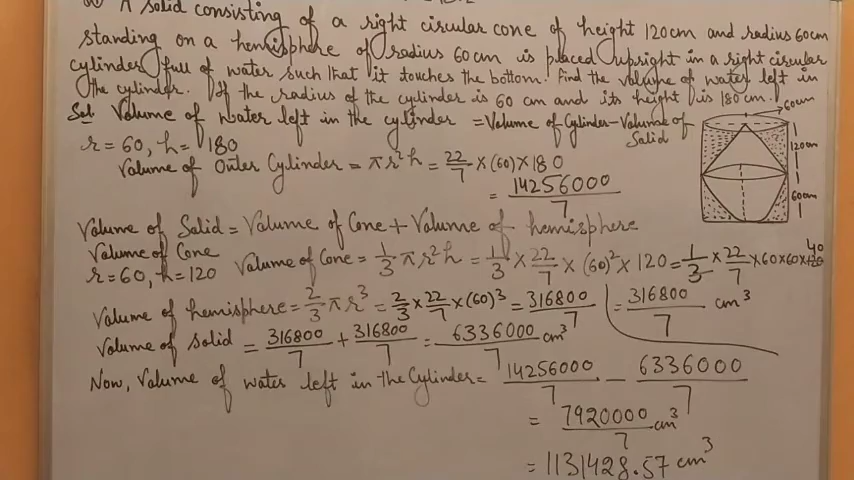 A Solid consisting of a right circular cone of height 120cm and radius 60cm
standing on a hemisphere of radius 60cm is placed upright in a right circular
cylinder full of water such that it touches the bottom. Find the volume of water left in
the cylinder. If the radius of the cylinder is 60 cm and its height is 180 cm.
Sol. Volume of water left in the cylinder = Volume of Cylinder - Volume of Solid
60cm
120cm
60cm
r = 60, h = 180
Volume of Outer Cylinder = πr²h = 22/7 × (60) × 180
= 14256000/7
Volume of Solid = Volume of Cone + Volume of hemisphere
Volume of Cone
r = 60, h = 120 Volume of Cone = 1/3 πr²h = 1/3 × 22/7 × (60)² × 120 = 1/3 × 22/7 × 60×60×120 40
Volume of hemisphere = 2/3 πr³ = 2/3 × 22/7 × (60)³ = 316800/7 = 316800/7 cm³
Volume of solid = 316800/7 + 316800/7 = 6336000/7 cm³
Now, Volume of water left in the Cylinder = 14256000/7 - 6336000/7
= 7920000/7 cm³
= 1131428.57 cm³